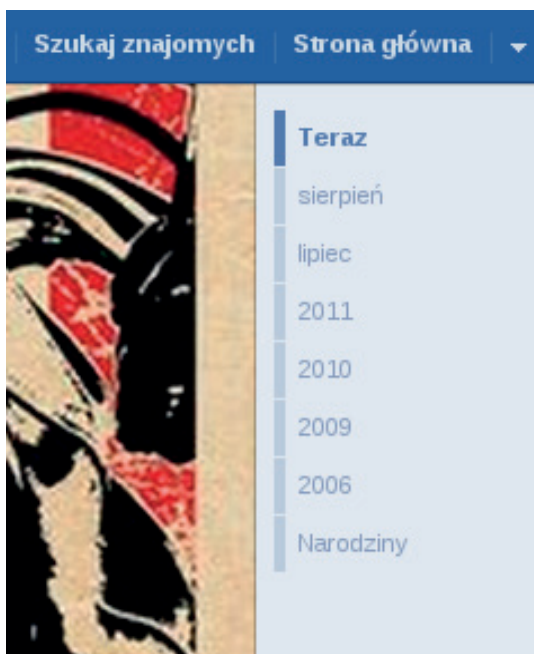 Szukaj znajomych Strona główna
Teraz
sierpień
lipiec
2011
2010
2009
2006
Narodziny